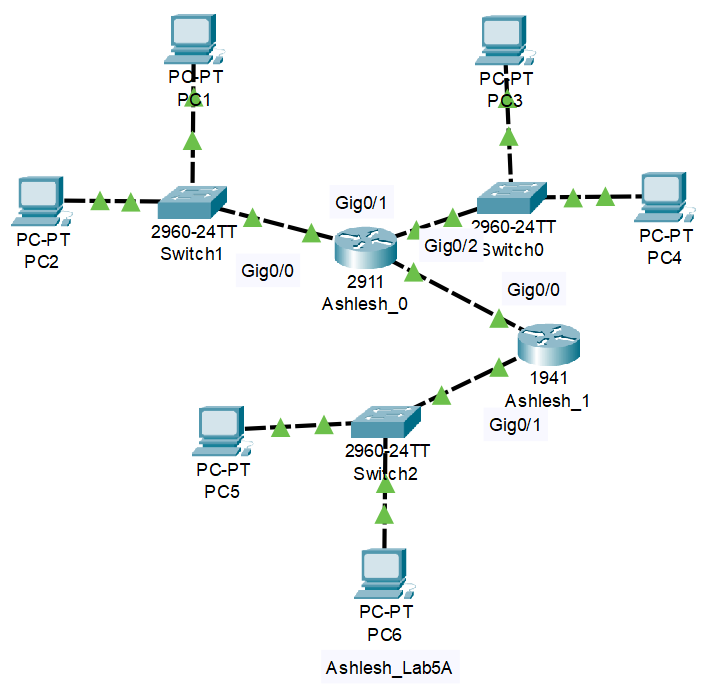 PC-PT
PC1
PC-PT
PC3
PC-PT
PC2
2960-24TT
Switch1
Gig0/1
2960-24TT
Switch0
PC-PT
PC4
Gig0/0
Gig0/2
2911
Ashlesh_0
Gig0/0
1941
Ashlesh_1
Gig0/1
2960-24TT
Switch2
PC-PT
PC5
PC-PT
PC6
Ashlesh_Lab5A